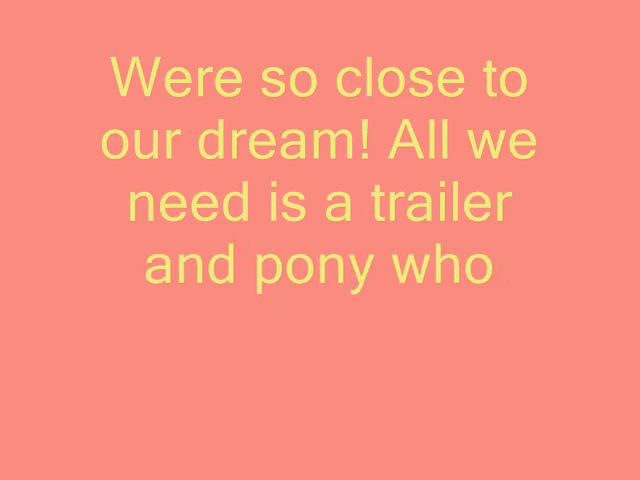 Were so close to
our dream! All we
need is a trailer
and pony who